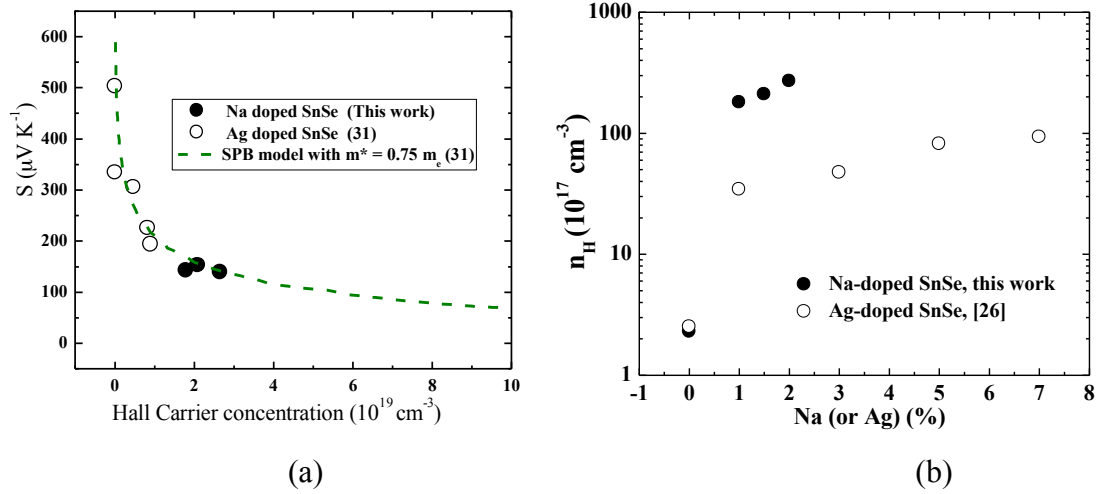 600
500
400
300
200
100
0
S (μV K⁻¹)
Na doped SnSe (This work)
Ag doped SnSe (31)
SPB model with m* = 0.75 mₑ (31)
0 2 4 6 8 10
Hall Carrier concentration (10¹⁹ cm⁻³)
(a)
1000
100
10
1
n_H (10¹⁷ cm⁻³)
Na-doped SnSe, this work
Ag-doped SnSe, [26]
-1 0 1 2 3 4 5 6 7 8
Na (or Ag) (%)
(b)